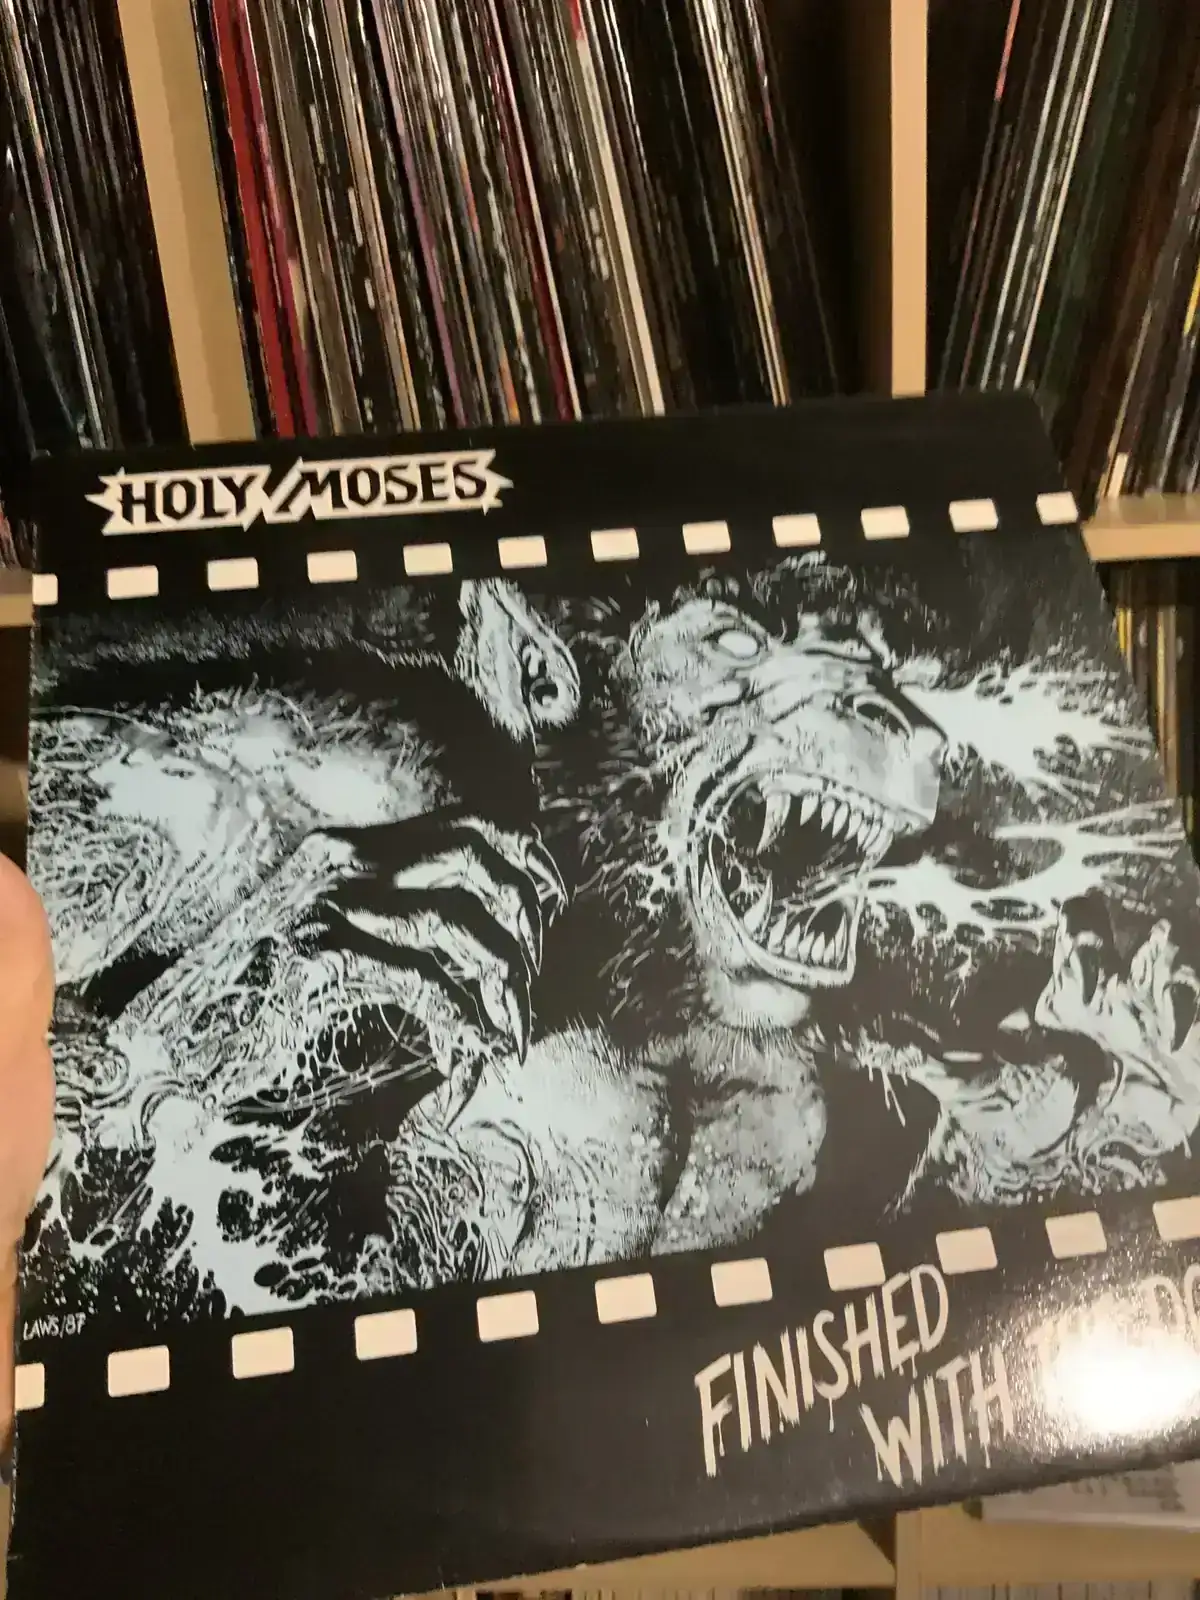 HOLY MOSES
LAWS/87
FINISHED
WITH